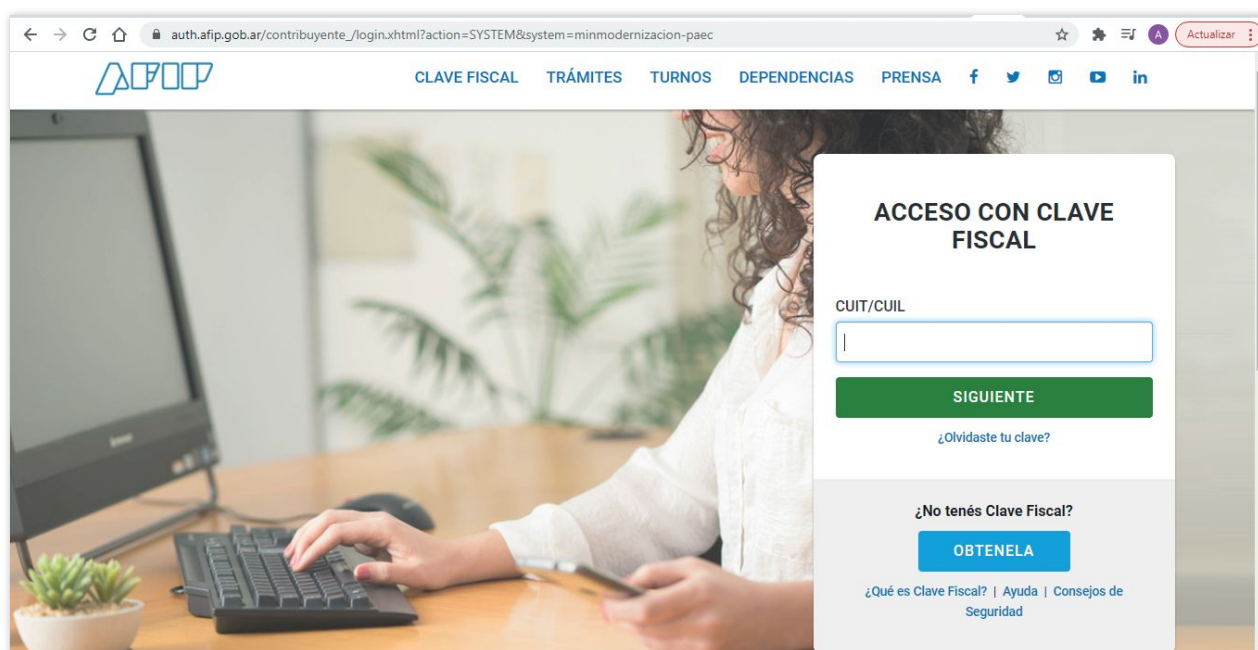 auth.afip.gob.ar/contribuyente_/login.xhtml?action=SYSTEM&system=minmodernizacion-paec
A
Actualizar
AFIP
CLAVE FISCAL TRÁMITES TURNOS DEPENDENCIAS PRENSA
ACCESO CON CLAVE
FISCAL
CUIT/CUIL
SIGUIENTE
¿Olvidaste tu clave?
¿No tenés Clave Fiscal?
OBTENELA
¿Qué es Clave Fiscal? | Ayuda | Consejos de
Seguridad